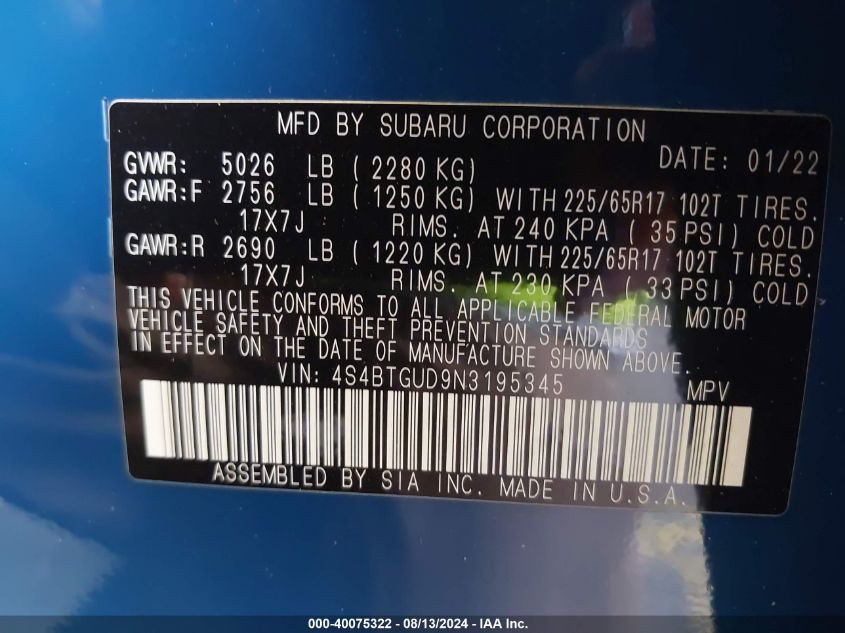 MFD BY SUBARU CORPORATION
DATE: 01/22
GVWR: 5026 LB ( 2280 KG)
GAWR:F 2756 LB ( 1250 KG) WITH 225/65R17 102T TIRES.
17X7J RIMS. AT 240 KPA ( 35 PSI) COLD
GAWR:R 2690 LB ( 1220 KG) WITH 225/65R17 102T TIRES.
17X7J RIMS. AT 230 KPA ( 33 PSI) COLD
THIS VEHICLE CONFORMS TO ALL APPLICABLE FEDERAL MOTOR
VEHICLE SAFETY AND THEFT PREVENTION STANDARDS
IN EFFECT ON THE DATE OF MANUFACTURE SHOWN ABOVE.
VIN: 4S4BTGUD9N3195345 MPV
ASSEMBLED BY SIA INC. MADE IN U.S.A.
000-40075322 - 08/13/2024 - IAA Inc.